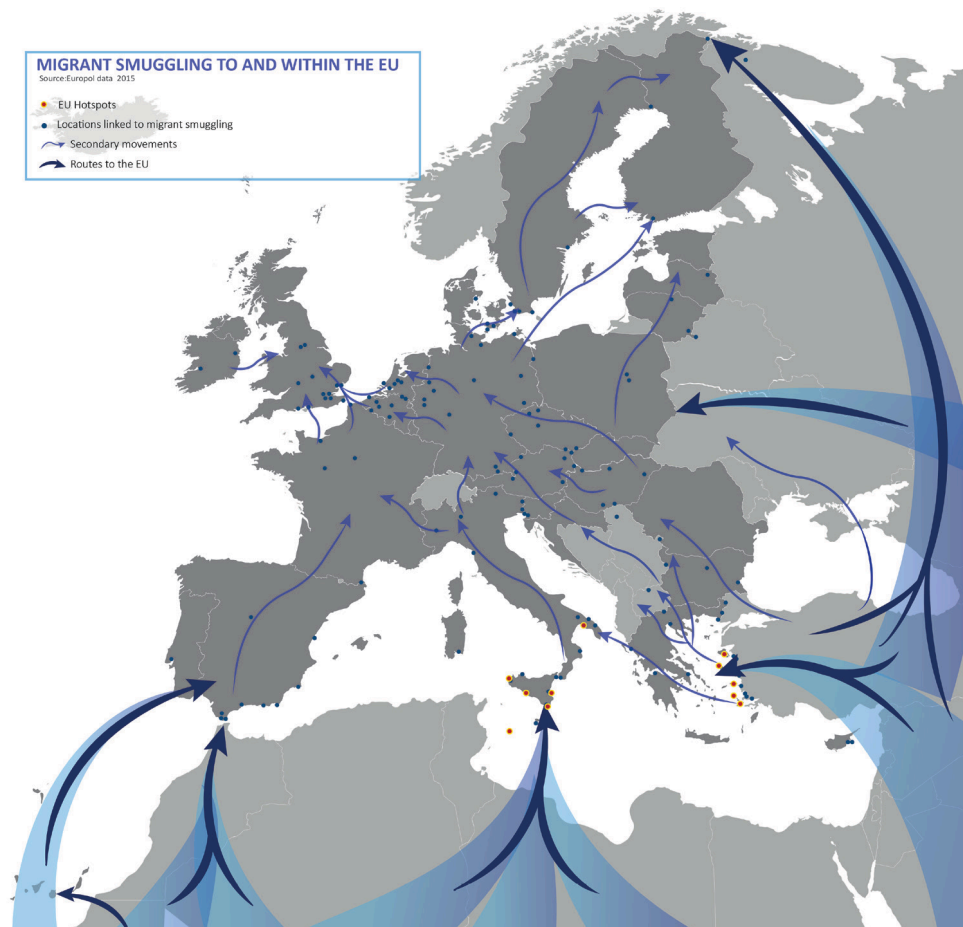 MIGRANT SMUGGLING TO AND WITHIN THE EU
Source:Europol data 2015
EU Hotspots
Locations linked to migrant smuggling
Secondary movements
Routes to the EU